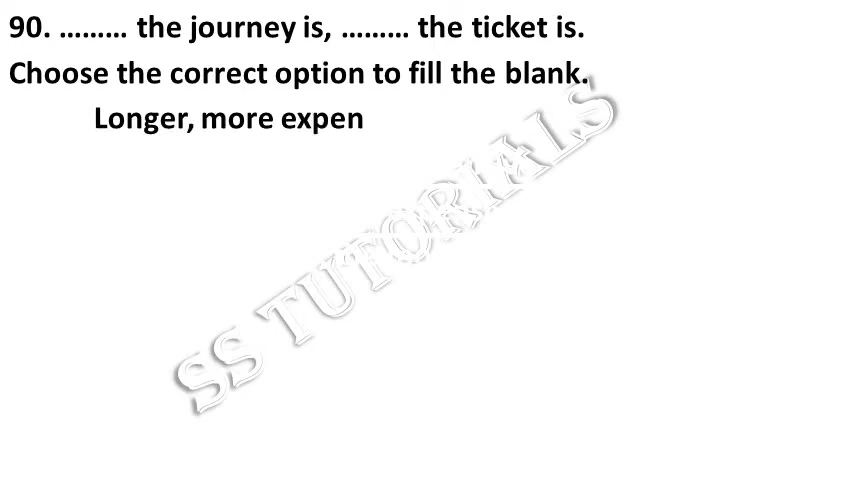 90. ……… the journey is, ……… the ticket is.
Choose the correct option to fill the blank.
Longer, more expen
SS TUTORIALS